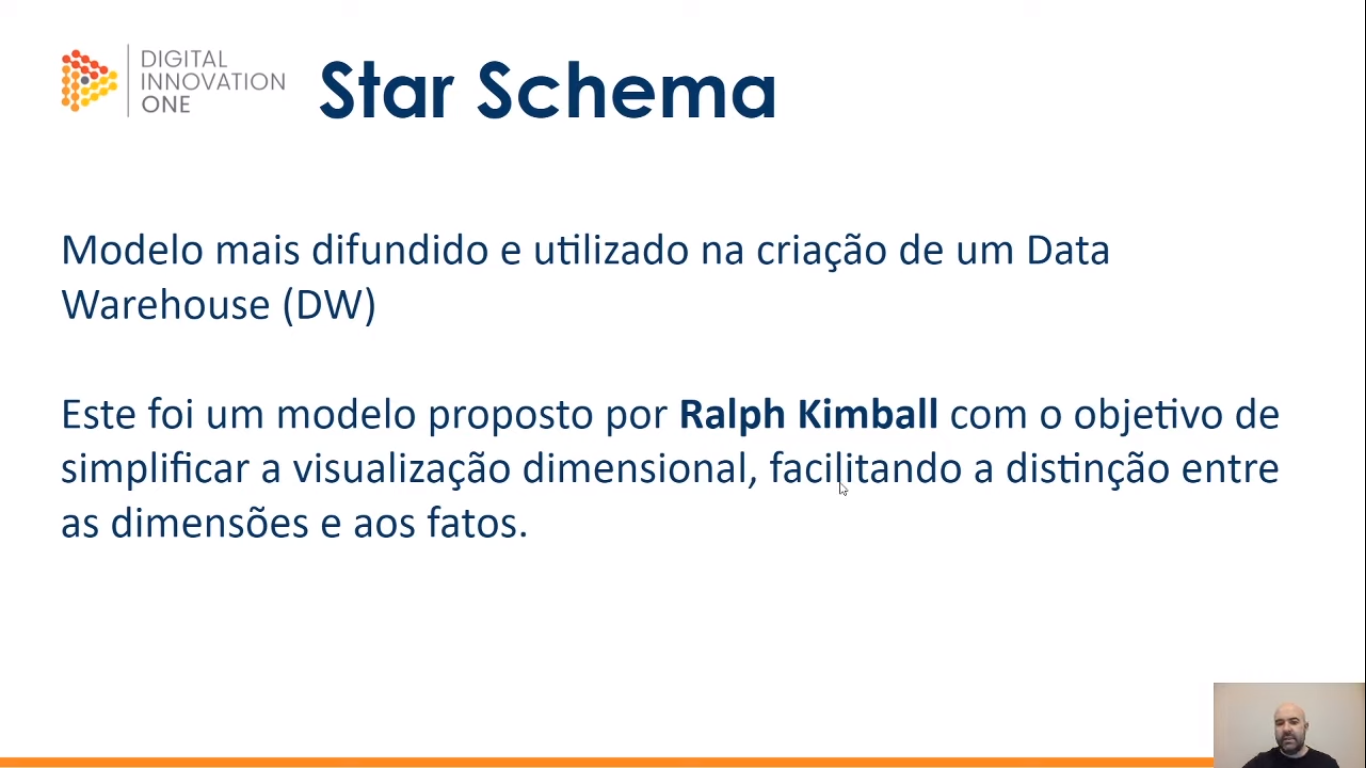 DIGITAL
INNOVATION
ONE
Star Schema
Modelo mais difundido e utilizado na criação de um Data
Warehouse (DW)
Este foi um modelo proposto por Ralph Kimball com o objetivo de
simplificar a visualização dimensional, facilitando a distinção entre
as dimensões e aos fatos.